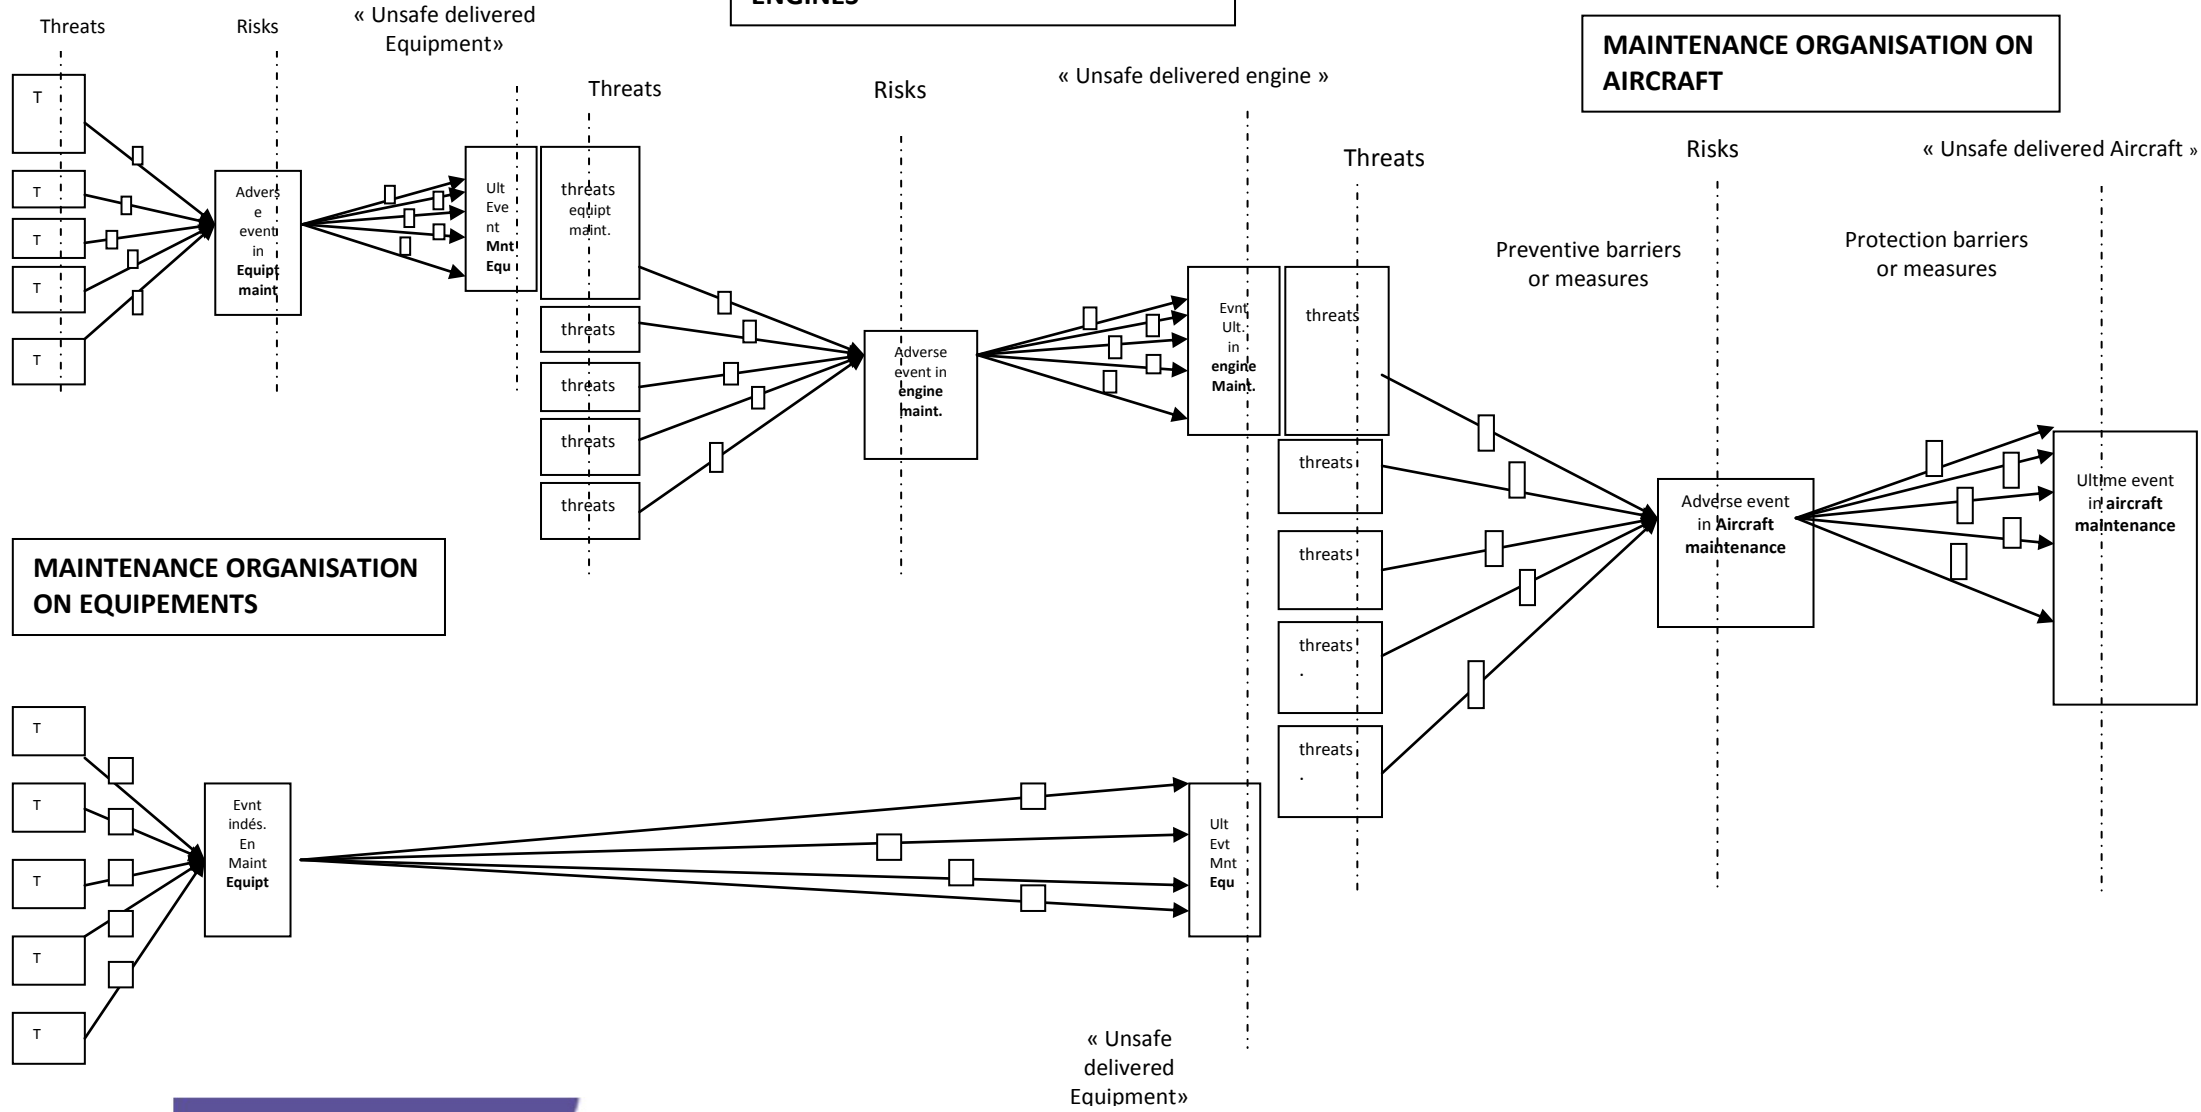 ENGINES
Threats
Risks
« Unsafe delivered
Equipment»
T
T
T
T
T
Advers
e
event
in
Equipt
maint
Ult
Eve
nt
Mnt
Equ
Threats
Risks
« Unsafe delivered engine »
threats
equipt
maint.
threats
threats
threats
threats
Adverse
event in
engine
maint.
Evnt
Ult.
in
engine
Maint.
MAINTENANCE ORGANISATION ON
AIRCRAFT
Threats
Risks
« Unsafe delivered Aircraft »
Preventive barriers
or measures
Protection barriers
or measures
threats
threats
threats
threats
.
threats
.
Adverse event
in Aircraft
maintenance
Ultime event
in aircraft
maintenance
MAINTENANCE ORGANISATION
ON EQUIPEMENTS
T
T
T
T
T
Evnt
indés.
En
Maint
Equipt
Ult
Evt
Mnt
Equ
« Unsafe
delivered
Equipment»